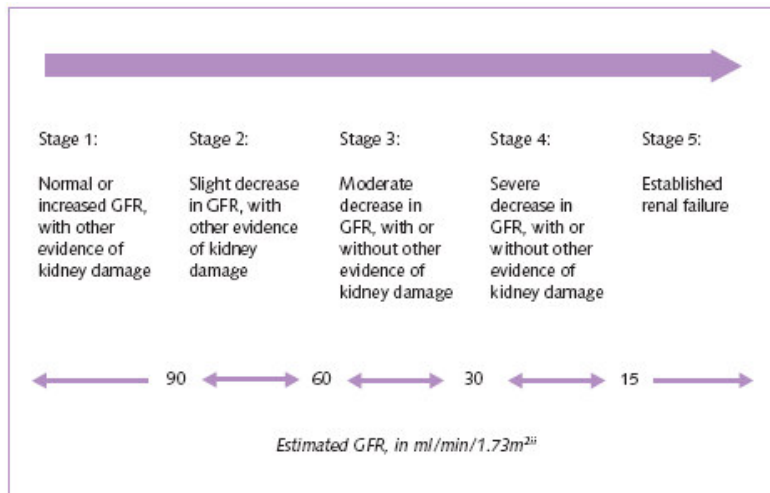 Stage 1:
Normal or
increased GFR,
with other
evidence of
kidney damage
Stage 2:
Slight decrease
in GFR, with
other evidence
of kidney
damage
Stage 3:
Moderate
decrease in
GFR, with or
without other
evidence of
kidney damage
Stage 4:
Severe
decrease in
GFR, with or
without other
evidence of
kidney damage
Stage 5:
Established
renal failure
90 60 30 15
Estimated GFR, in ml/min/1.73m²ⁱⁱ